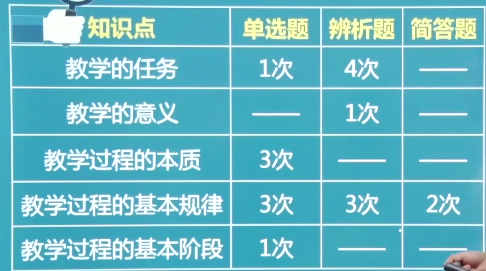 知识点 单选题 辨析题 简答题
教学的任务 1次 4次 ——
教学的意义 —— 1次 ——
教学过程的本质 3次 —— ——
教学过程的基本规律 3次 3次 2次
教学过程的基本阶段 1次 —— ——